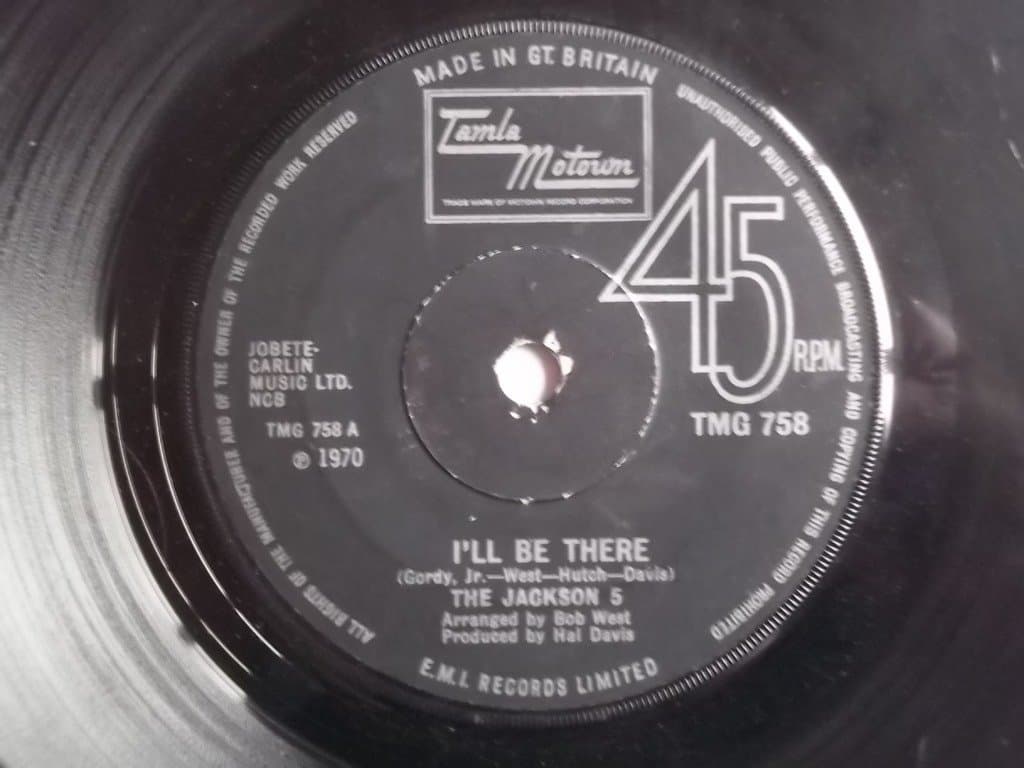 MADE IN GT. BRITAIN
Tamla
Motown
TRADE MARK OF MOTOWN RECORD CORPORATION
UNAUTHORISED PUBLIC PERFORMANCE BROADCASTING AND COPYING OF THIS RECORD PROHIBITED
45
R.P.M.
TMG 758
JOBETE-
CARLIN
MUSIC LTD.
NCB
TMG 758 A
℗ 1970
I'LL BE THERE
(Gordy, Jr.—West—Hutch—Davis)
THE JACKSON 5
Arranged by Bob West
Produced by Hal Davis
E.M.I. RECORDS LIMITED
ALL RIGHTS OF THE MANUFACTURER AND OF THE OWNER OF THE RECORDED WORK RESERVED